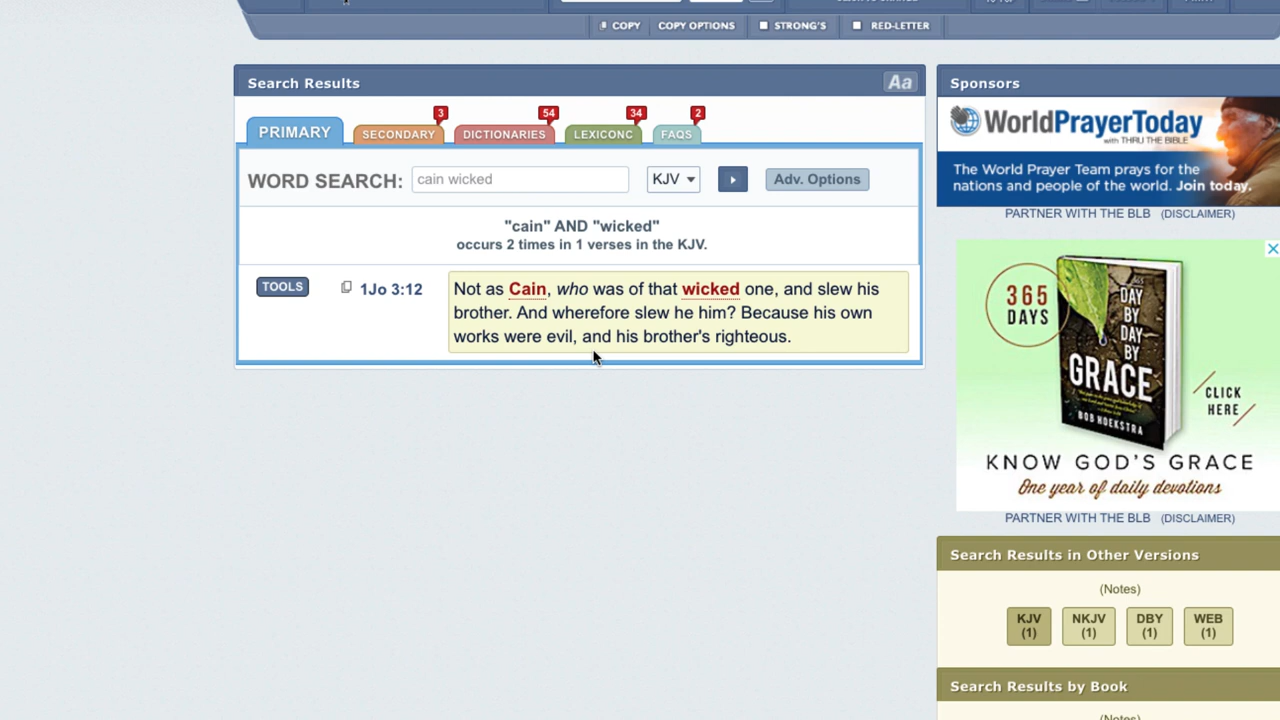 COPY COPY OPTIONS STRONG'S RED-LETTER
Search Results
Aa
3 54 34 2
PRIMARY SECONDARY DICTIONARIES LEXICONC FAQS
WORD SEARCH: cain wicked KJV Adv. Options
"cain" AND "wicked"
occurs 2 times in 1 verses in the KJV.
TOOLS 1Jo 3:12
Not as Cain, who was of that wicked one, and slew his
brother. And wherefore slew he him? Because his own
works were evil, and his brother's righteous.
Sponsors
WorldPrayerToday
with THRU THE BIBLE
The World Prayer Team prays for the
nations and people of the world. Join today.
PARTNER WITH THE BLB (DISCLAIMER)
365
DAYS
DAY
BY
DAY
BY
GRACE
BOB HOEKSTRA
CLICK
HERE
KNOW GOD'S GRACE
One year of daily devotions
PARTNER WITH THE BLB (DISCLAIMER)
Search Results in Other Versions
(Notes)
KJV NKJV DBY WEB
(1) (1) (1) (1)
Search Results by Book
(Notes)